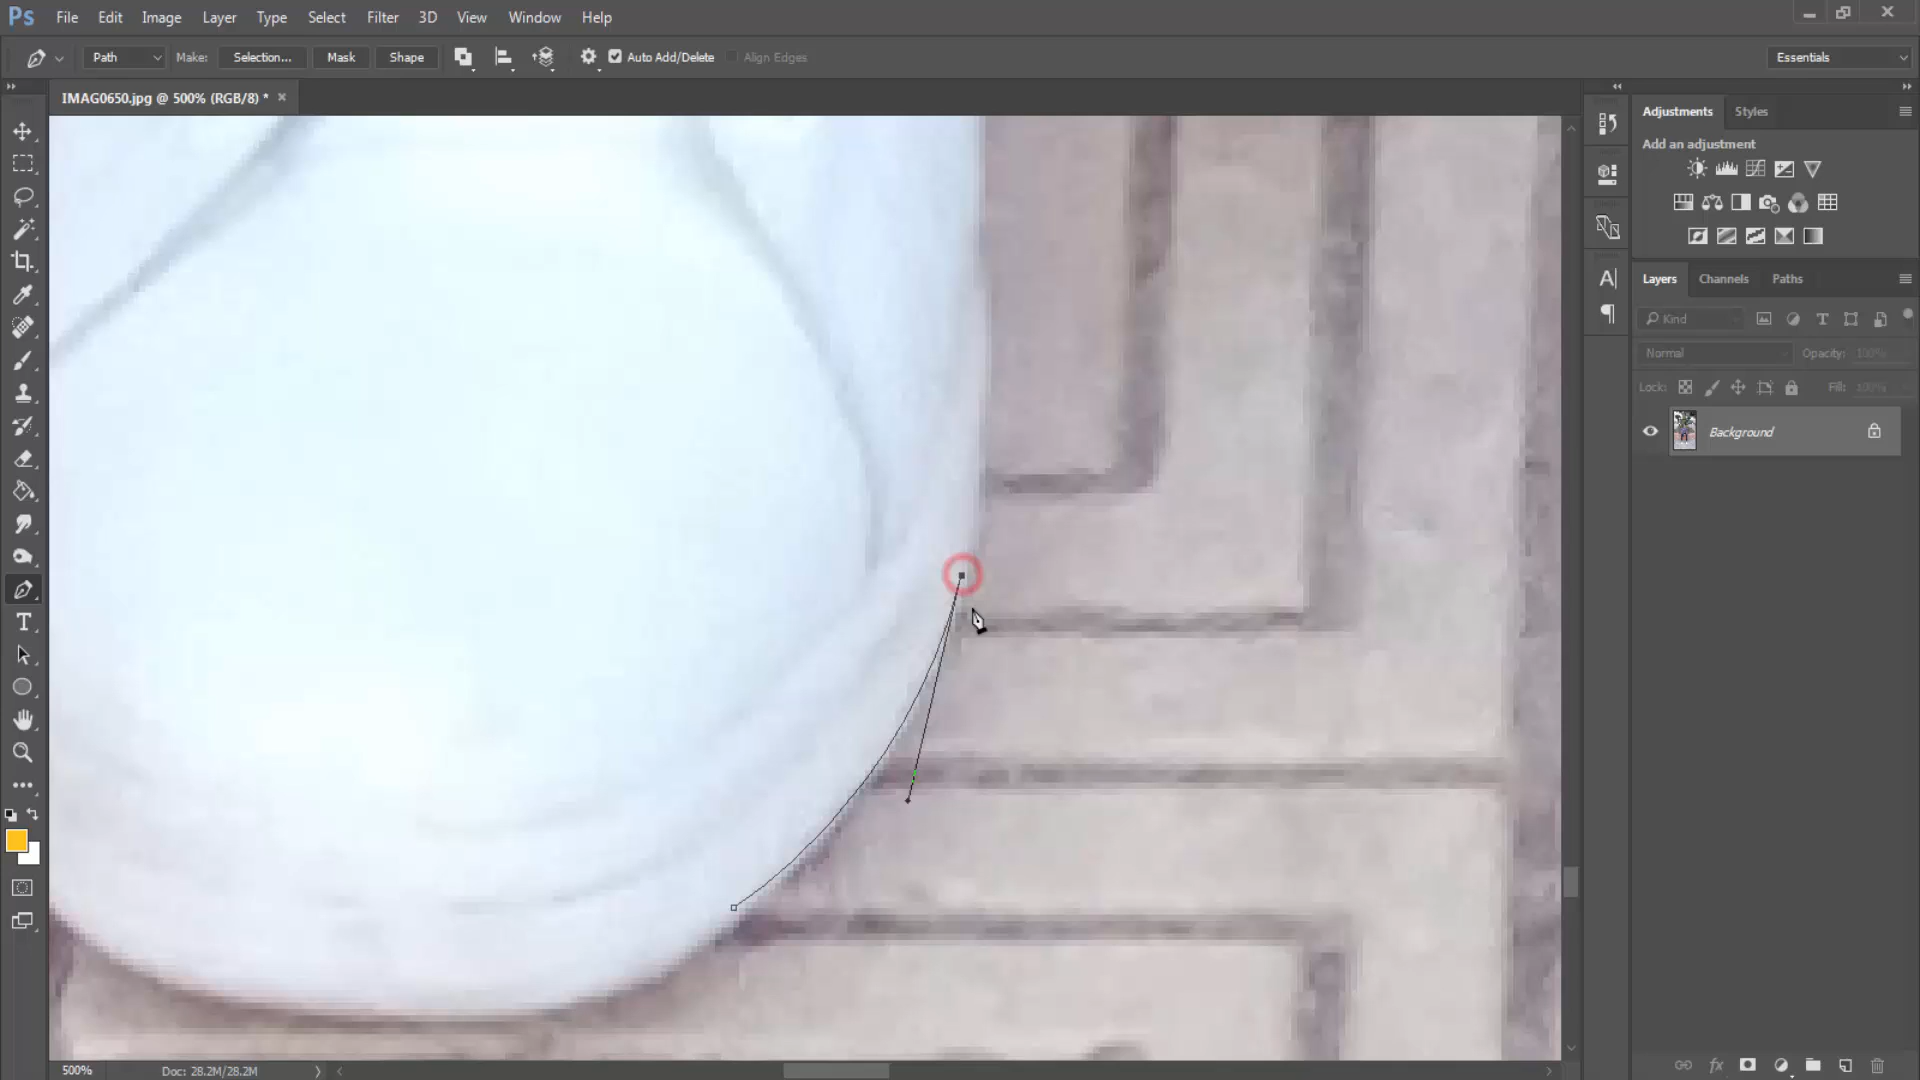 Ps File Edit Image Layer Type Select Filter 3D View Window Help
Path Make: Selection... Mask Shape Auto Add/Delete Align Edges Essentials
IMAG0650.jpg @ 500% (RGB/8) * ×
Adjustments Styles
Add an adjustment
Layers Channels Paths
Kind
Normal Opacity: 100%
Lock: Fill: 100%
Background
500% Doc: 28.2M/28.2M